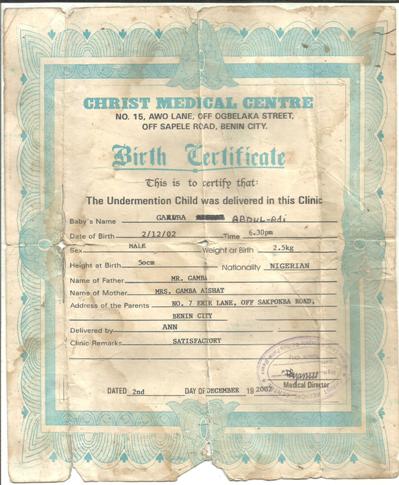 CHRIST MEDICAL CENTRE
NO. 15, AWO LANE, OFF OGBELAKA STREET,
OFF SAPELE ROAD, BENIN CITY.
Birth Certificate
This is to certify that:
The Undermention Child was delivered in this Clinic
Baby's Name ABDUL-
Date of Birth 2/12/02 Time 6.30pm
Sex MALE Weight at Birth 2.5kg
Height at Birth 50cm Nationality NIGERIAN
Name of Father MR. GAMBA
Name of Mother MRS. GAMBA AISHAT
Address of the Parents NO. 7 LANE, OFF SAKPONBA ROAD,
BENIN CITY
Delivered by ANN
Clinic Remarks SATISFACTORY
Medical Director
DATED 2nd DAY OF DECEMBER 19 2002